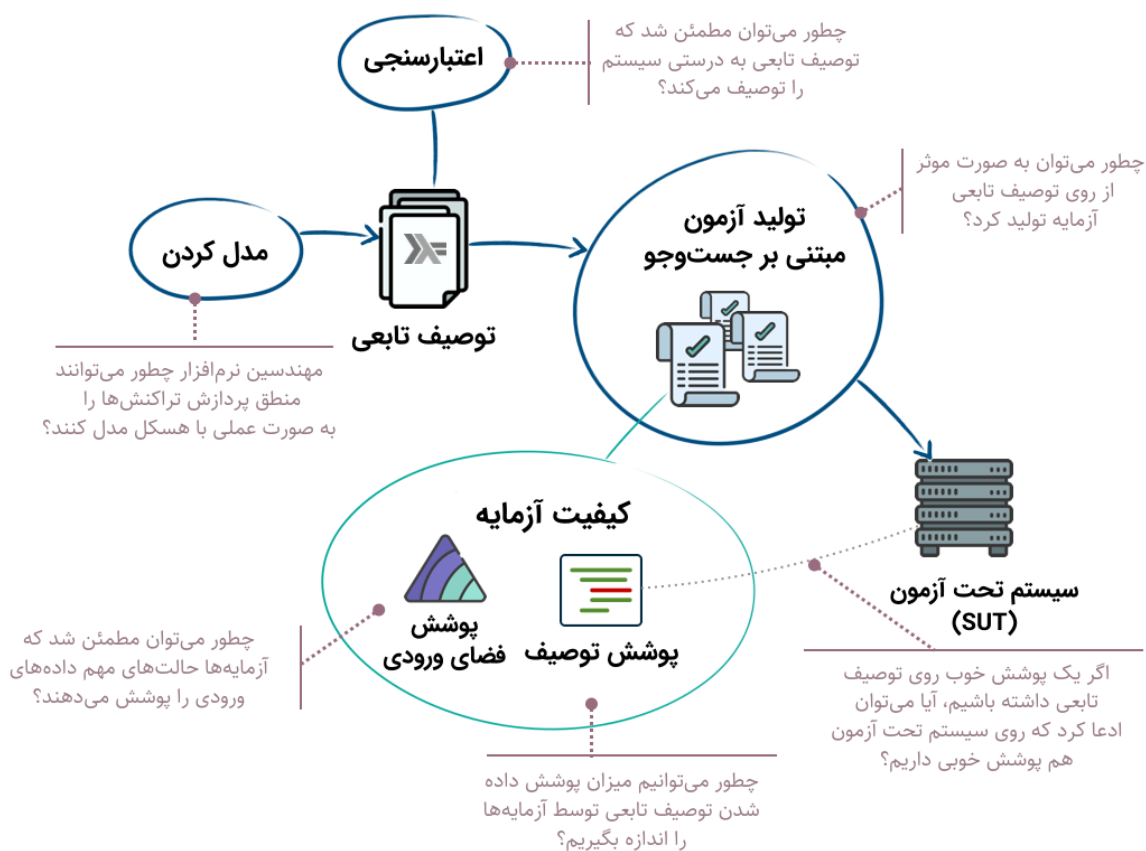 چطور می‌توان مطمئن شد که
توصیف تابعی به درستی سیستم
را توصیف می‌کند؟
اعتبارسنجی
چطور می‌توان به صورت موثر
از روی توصیف تابعی
آزمایه تولید کرد؟
تولید آزمون
مبتنی بر جست‌وجو
مدل کردن
توصیف تابعی
مهندسین نرم‌افزار چطور می‌توانند
منطق پردازش تراکنش‌ها را
به صورت عملی با هسکل مدل کنند؟
کیفیت آزمایه
سیستم تحت آزمون
(SUT)
پوشش
فضای ورودی
پوشش توصیف
چطور می‌توان مطمئن شد که
آزمایه‌ها حالت‌های مهم داده‌های
ورودی را پوشش می‌دهند؟
اگر یک پوشش خوب روی توصیف
تابعی داشته باشیم، آیا می‌توان
ادعا کرد که روی سیستم تحت آزمون
هم پوشش خوبی داریم؟
چطور می‌توانیم میزان پوشش داده
شدن توصیف تابعی توسط آزمایه‌ها
را اندازه بگیریم؟